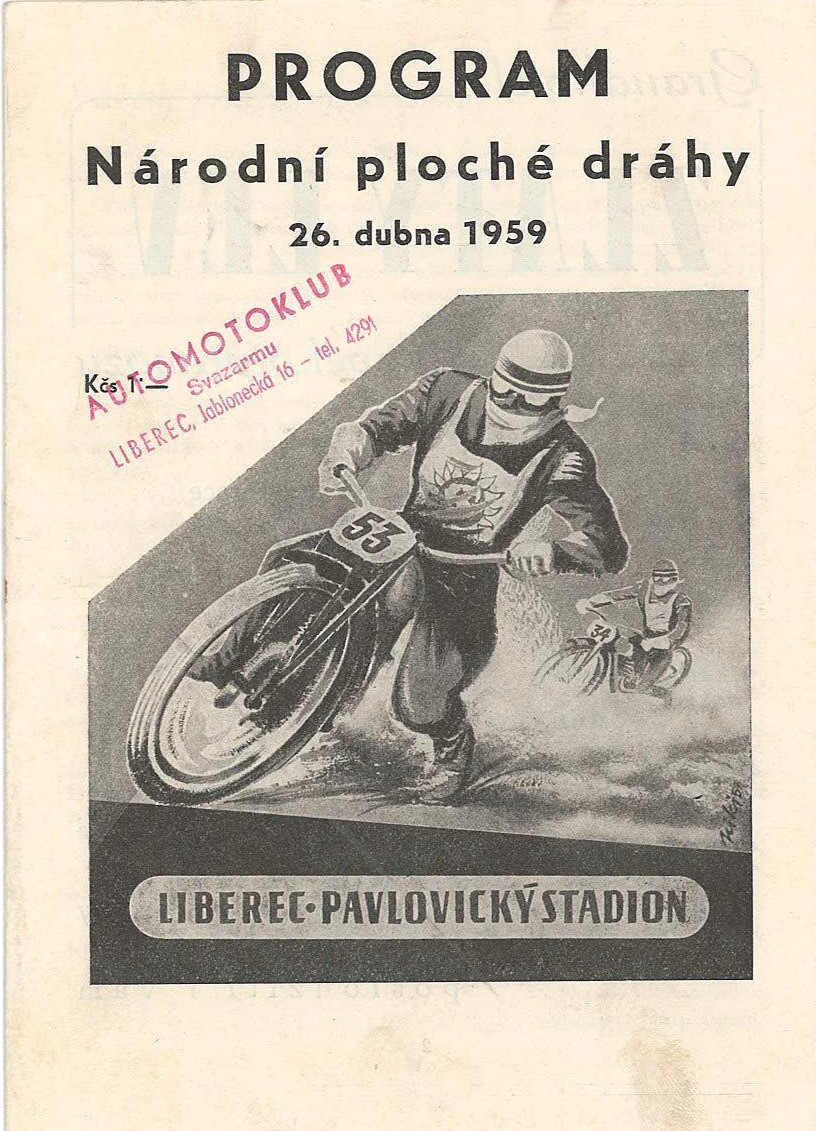 PROGRAM
Národní ploché dráhy
26. dubna 1959
AUTOMOTOKLUB
Svazarmu
LIBEREC, Jablonecká 16 – tel. 4291
Kčs 1·—
53
34
LIBEREC·PAVLOVICKÝ STADION